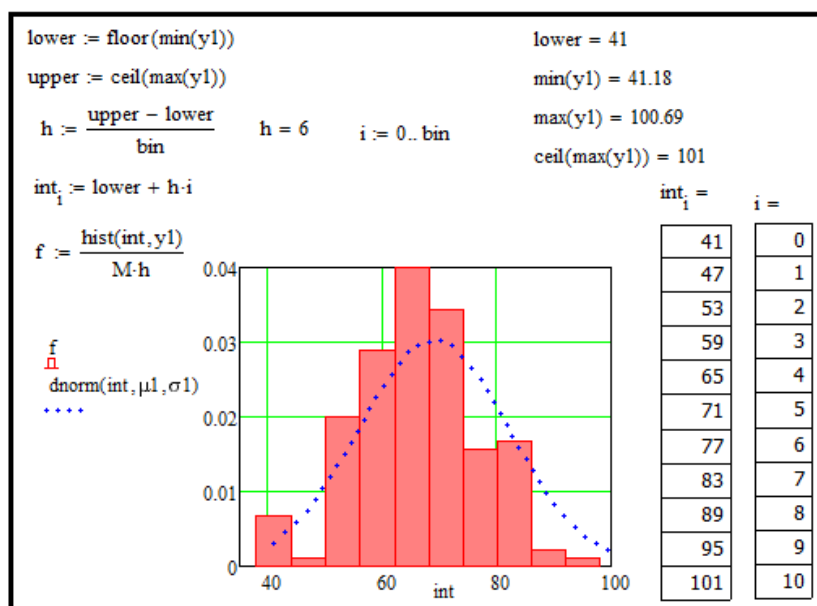 lower := floor(min(y1))
upper := ceil(max(y1))
h := upper − lower
bin
h = 6
i := 0.. bin
int_i := lower + h·i
f := hist(int, y1)
M·h
lower = 41
min(y1) = 41.18
max(y1) = 100.69
ceil(max(y1)) = 101
int_i =
41
47
53
59
65
71
77
83
89
95
101
i =
0
1
2
3
4
5
6
7
8
9
10
f
dnorm(int, μ1, σ1)
0.04
0.03
0.02
0.01
0
40
60
80
100
int